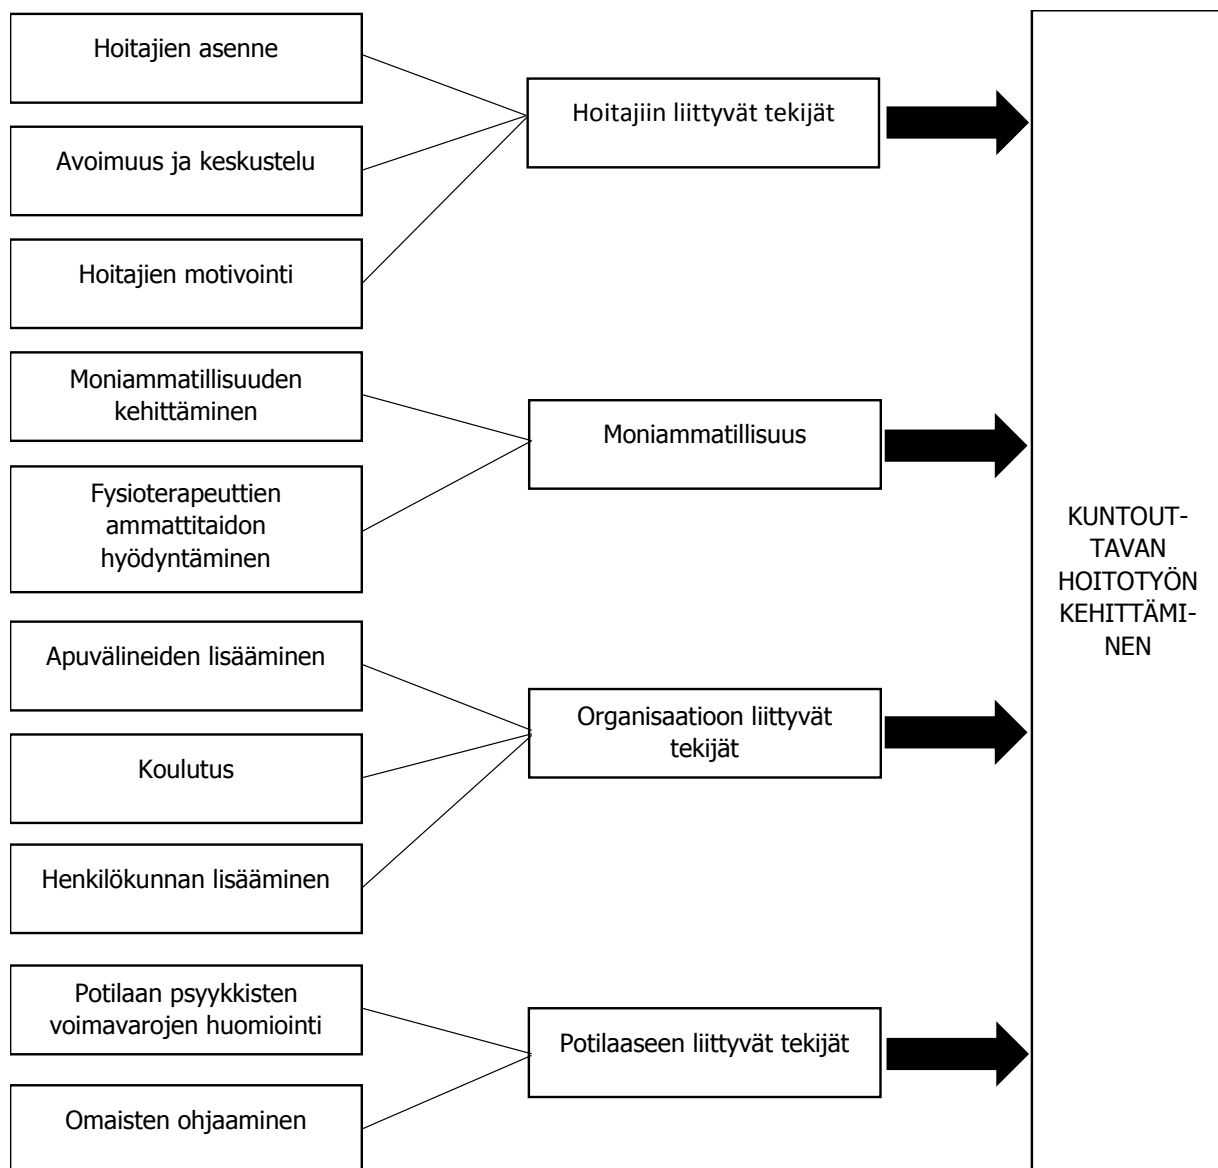 Hoitajien asenne
Avoimuus ja keskustelu
Hoitajien motivointi
Hoitajiin liittyvät tekijät
Moniammatillisuuden
kehittäminen
Fysioterapeuttien
ammattitaidon
hyödyntäminen
Moniammatillisuus
Apuvälineiden lisääminen
Koulutus
Henkilökunnan lisääminen
Organisaatioon liittyvät
tekijät
Potilaan psyykkisten
voimavarojen huomiointi
Omaisten ohjaaminen
Potilaaseen liittyvät tekijät
KUNTOUT-
TAVAN
HOITOTYÖN
KEHITTÄMI-
NEN